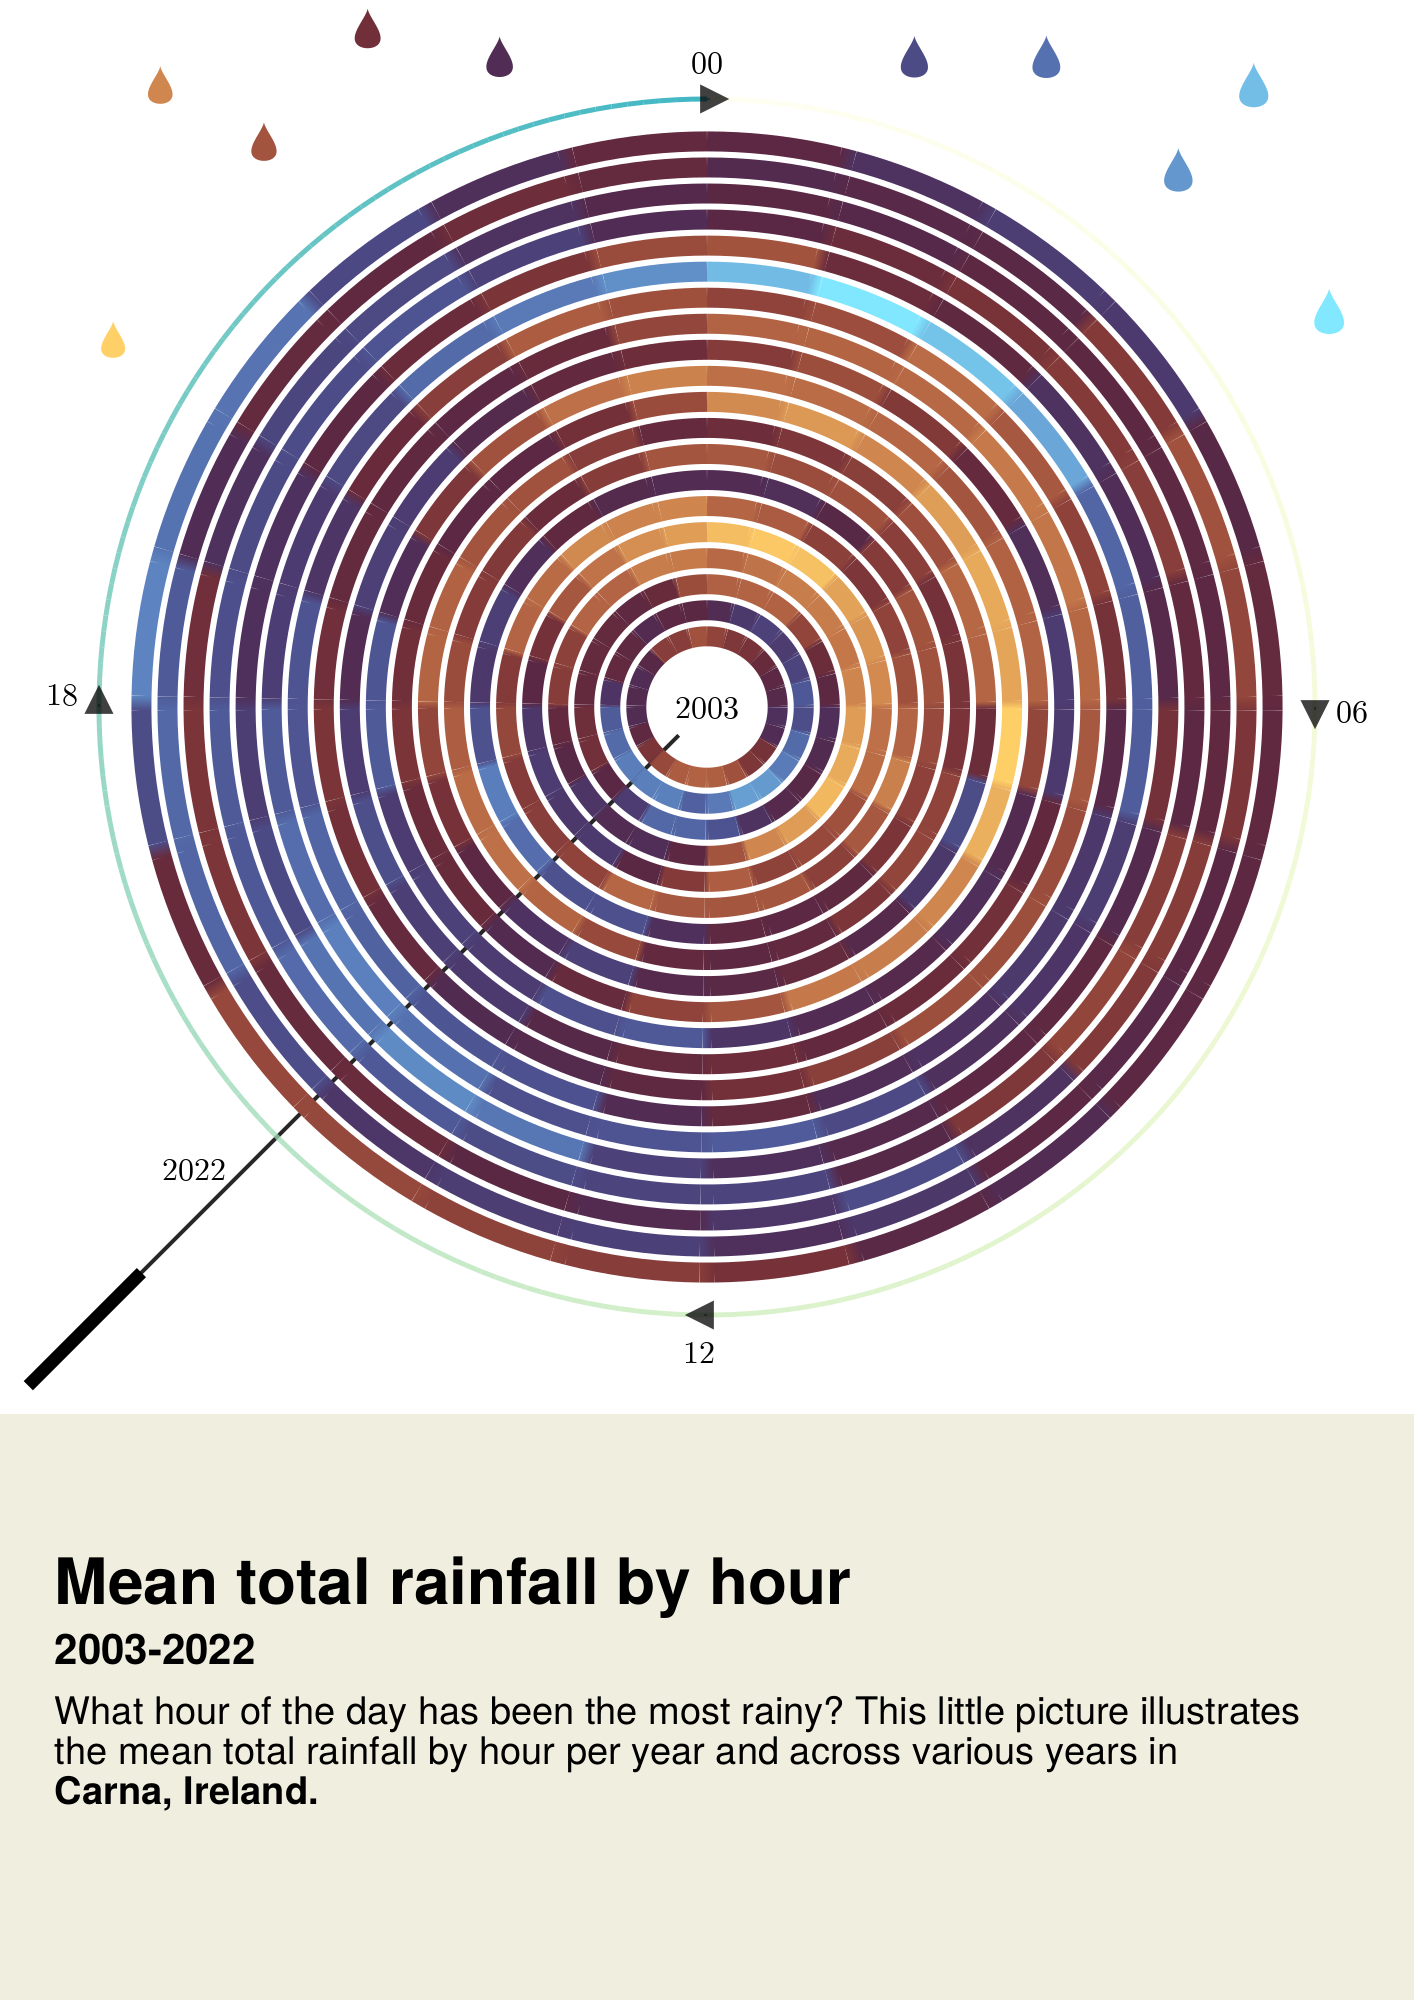 00
18
2003
06
2022
12
Mean total rainfall by hour
2003-2022
What hour of the day has been the most rainy? This little picture illustrates
the mean total rainfall by hour per year and across various years in
Carna, Ireland.